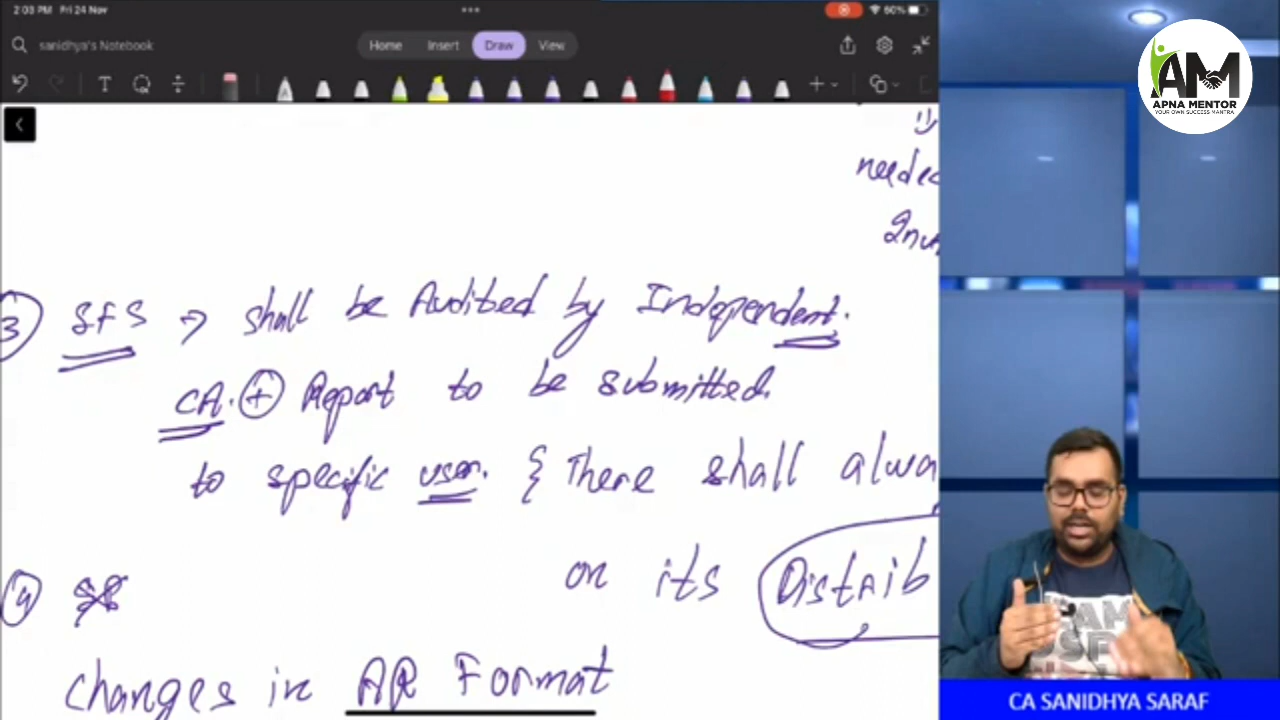 2:03 PM Fri 24 Nov
60%
sanidhya's Notebook
Home Insert Draw View
AM
APNA MENTOR
YOUR OWN SUCCESS MANTRA
3 SFS → shall be Audited by Independent.
CA. + Report to be submitted.
to specific user. { There shall alwa
on its Distrib
4
changes in AR Format
CA SANIDHYA SARAF